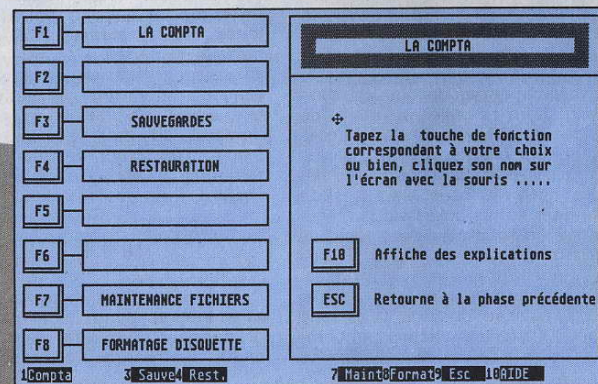 F1 LA COMPTA
F2
F3 SAUVEGARDES
F4 RESTAURATION
F5
F6
F7 MAINTENANCE FICHIERS
F8 FORMATAGE DISQUETTE
LA COMPTA
Tapez la touche de fonction
correspondant à votre choix
ou bien, cliquez son nom sur
l'écran avec la souris .....
F10 Affiche des explications
ESC Retourne à la phase précédente
1Compta 3 Sauve4 Rest. 7 Maint8Format9 Esc 10AIDE